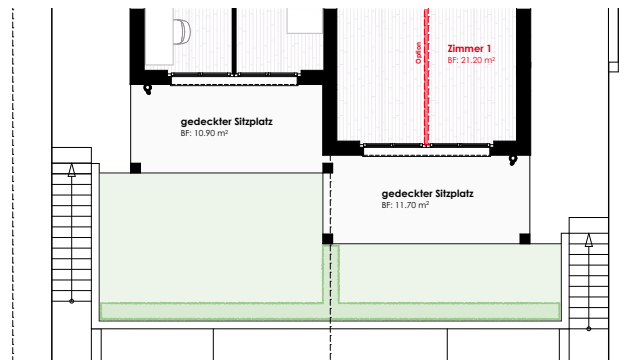 Option
Zimmer 1
BF: 21.20 m²
gedeckter Sitzplatz
BF: 10.90 m²
gedeckter Sitzplatz
BF: 11.70 m²